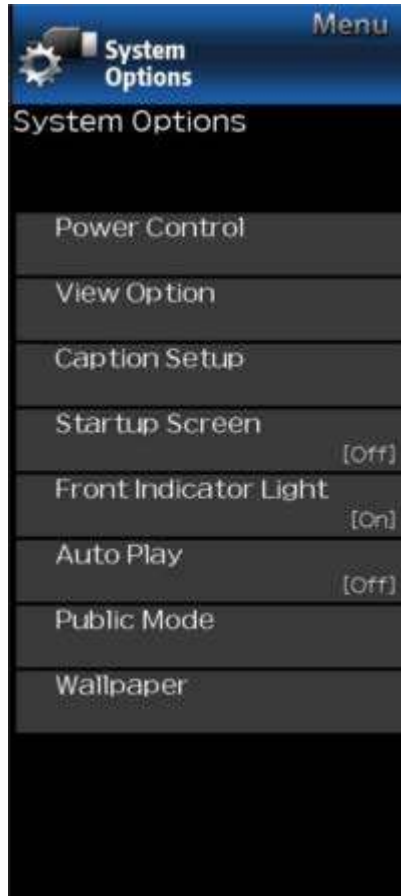 Menu
System
Options
System Options
Power Control
View Option
Caption Setup
Startup Screen
[Off]
Front Indicator Light
[On]
Auto Play
[Off]
Public Mode
Wallpaper